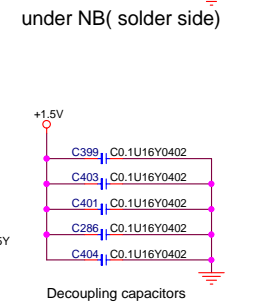 under NB( solder side)
+1.5V
C399 C0.1U16Y0402
C403 C0.1U16Y0402
C401 C0.1U16Y0402
C286 C0.1U16Y0402
5Y
C404 C0.1U16Y0402
Decoupling capacitors